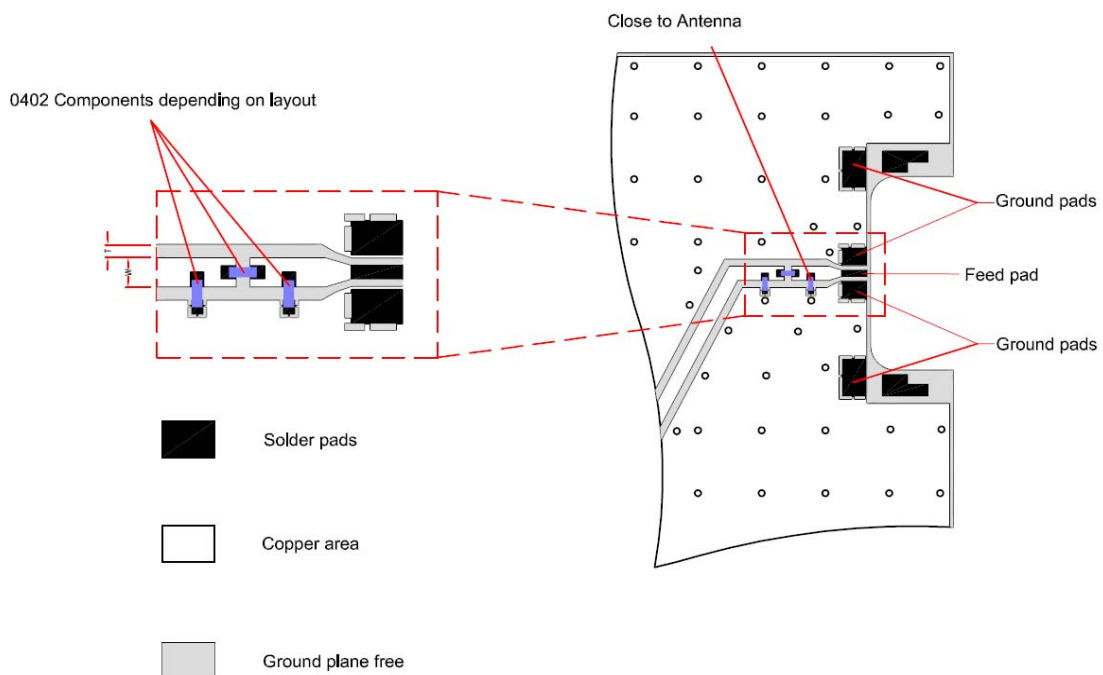 Close to Antenna
0402 Components depending on layout
T
W
Ground pads
Feed pad
Ground pads
Solder pads
Copper area
Ground plane free